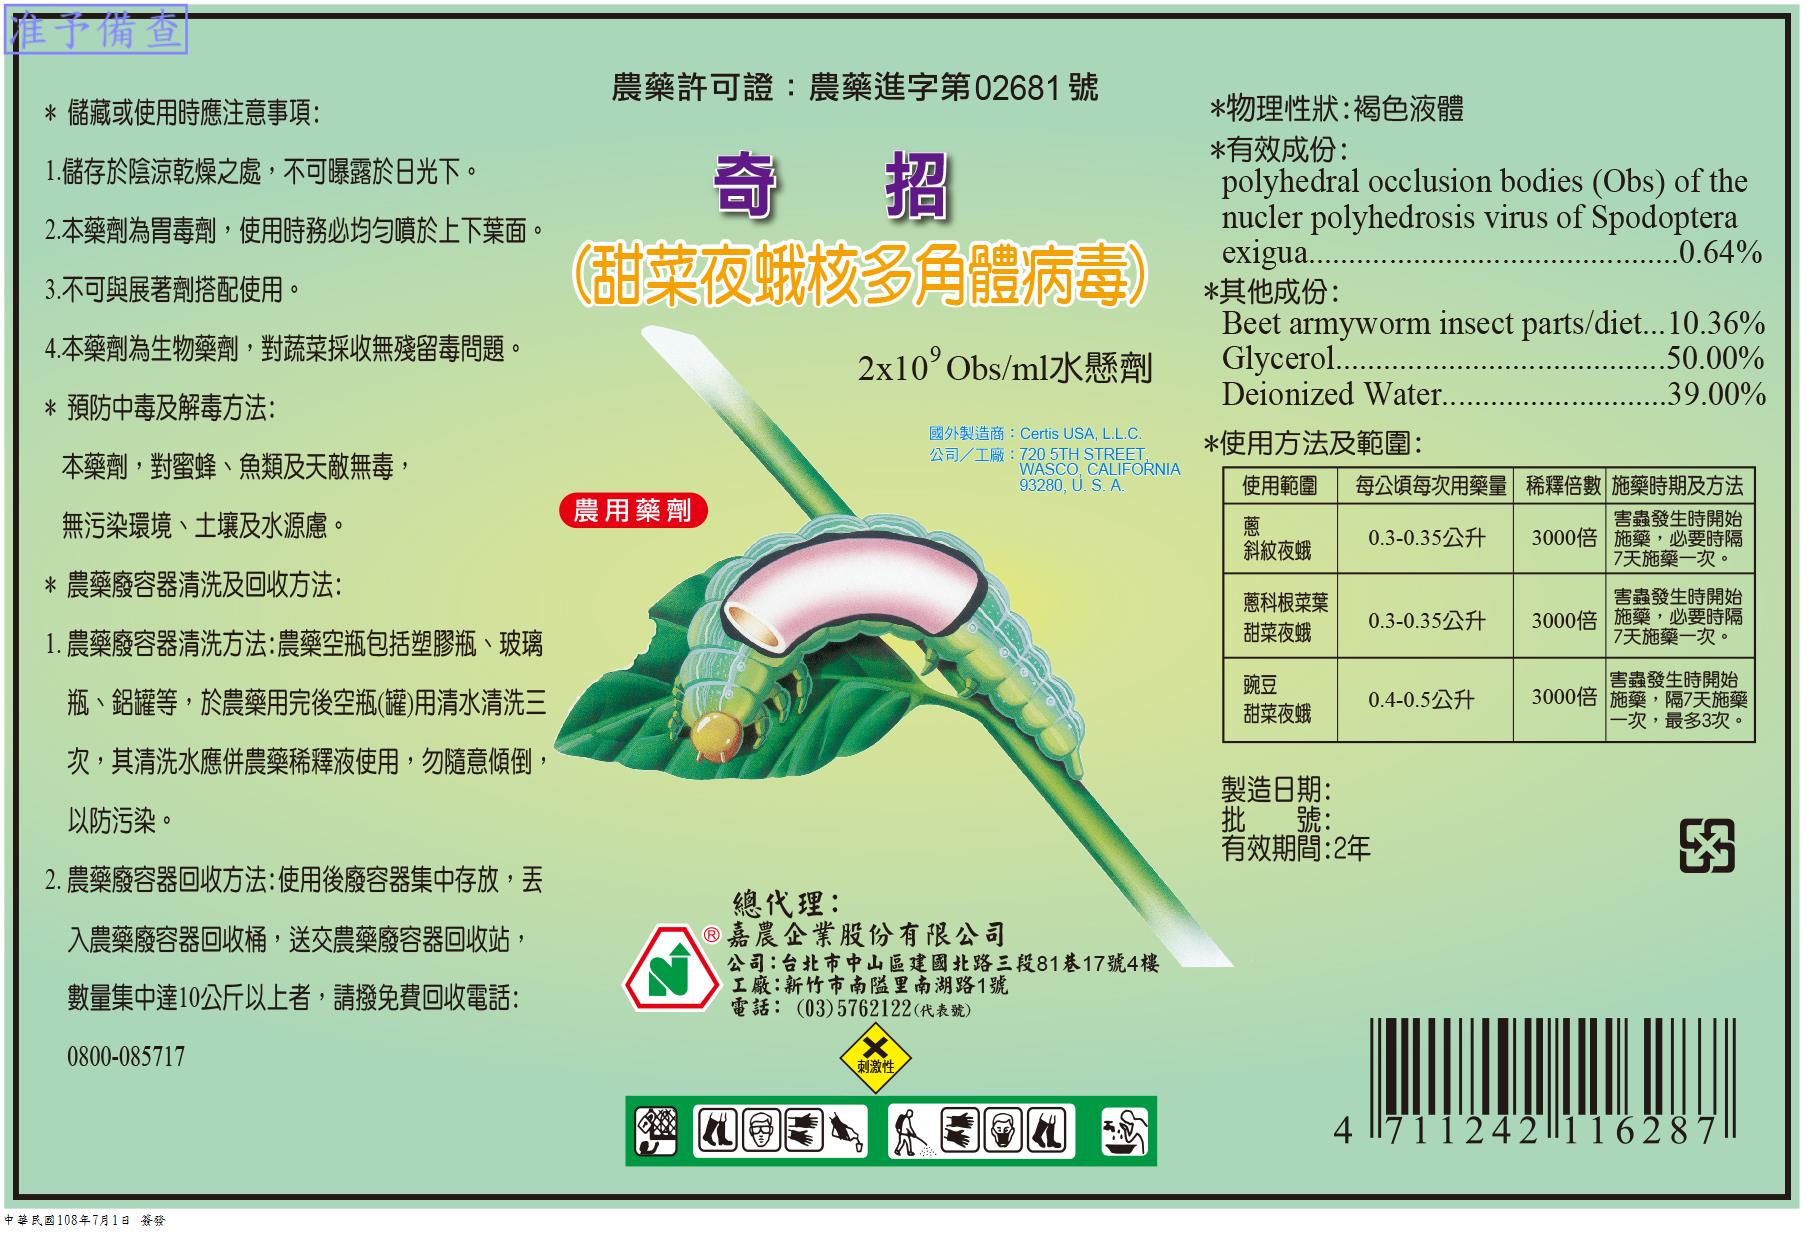 准予備查
* 儲藏或使用時應注意事項:
1.儲存於陰涼乾燥之處，不可曝露於日光下。
2.本藥劑為胃毒劑，使用時務必均勻噴於上下葉面。
3.不可與展著劑搭配使用。
4.本藥劑為生物藥劑，對蔬菜採收無殘留毒問題。
* 預防中毒及解毒方法:
本藥劑，對蜜蜂、魚類及天敵無毒，
無污染環境、土壤及水源慮。
* 農藥廢容器清洗及回收方法:
1. 農藥廢容器清洗方法:農藥空瓶包括塑膠瓶、玻璃
瓶、鋁罐等，於農藥用完後空瓶(罐)用清水清洗三
次，其清洗水應併農藥稀釋液使用，勿隨意傾倒，
以防污染。
2. 農藥廢容器回收方法:使用後廢容器集中存放，丟
入農藥廢容器回收桶，送交農藥廢容器回收站，
數量集中達10公斤以上者，請撥免費回收電話:
0800-085717
農藥許可證：農藥進字第02681號
奇 招
(甜菜夜蛾核多角體病毒)
2x10⁹ Obs/ml水懸劑
國外製造商：Certis USA, L.L.C.
公司／工廠：720 5TH STREET,
WASCO, CALIFORNIA
93280, U. S. A.
農用藥劑
總代理：
N ® 嘉農企業股份有限公司
公司：台北市中山區建國北路三段81巷17號4樓
工廠：新竹市南隘里南湖路1號
電話： (03)5762122(代表號)
刺激性
*物理性狀:褐色液體
*有效成份:
polyhedral occlusion bodies (Obs) of the
nucler polyhedrosis virus of Spodoptera
exigua...........................................0.64%
*其他成份:
Beet armyworm insect parts/diet...10.36%
Glycerol.......................................50.00%
Deionized Water..........................39.00%
*使用方法及範圍:
使用範圍 每公頃每次用藥量 稀釋倍數 施藥時期及方法
蔥
斜紋夜蛾 0.3-0.35公升 3000倍 害蟲發生時開始
施藥，必要時隔
7天施藥一次。
蔥科根菜葉
甜菜夜蛾 0.3-0.35公升 3000倍 害蟲發生時開始
施藥，必要時隔
7天施藥一次。
豌豆
甜菜夜蛾 0.4-0.5公升 3000倍 害蟲發生時開始
施藥，隔7天施藥
一次，最多3次。
製造日期:
批 號:
有效期間:2年
4 711242 116287
中華民國108年7月1日 簽發